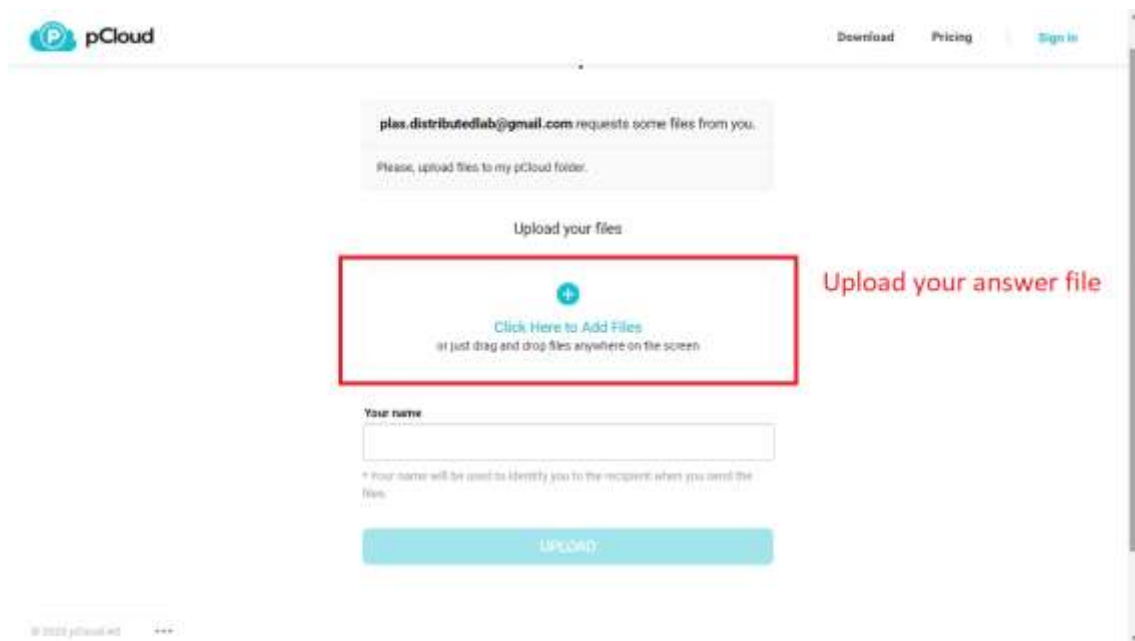 pCloud
Download Pricing Sign In
plas.distributedlab@gmail.com requests some files from you.
Please, upload files to my pCloud folder.
Upload your files
Upload your answer file
Click Here to Add Files
or just drag and drop files anywhere on the screen
Your name
* Your name will be used to identify you to the recipient when you send the
files.
UPLOAD
pCloud AG